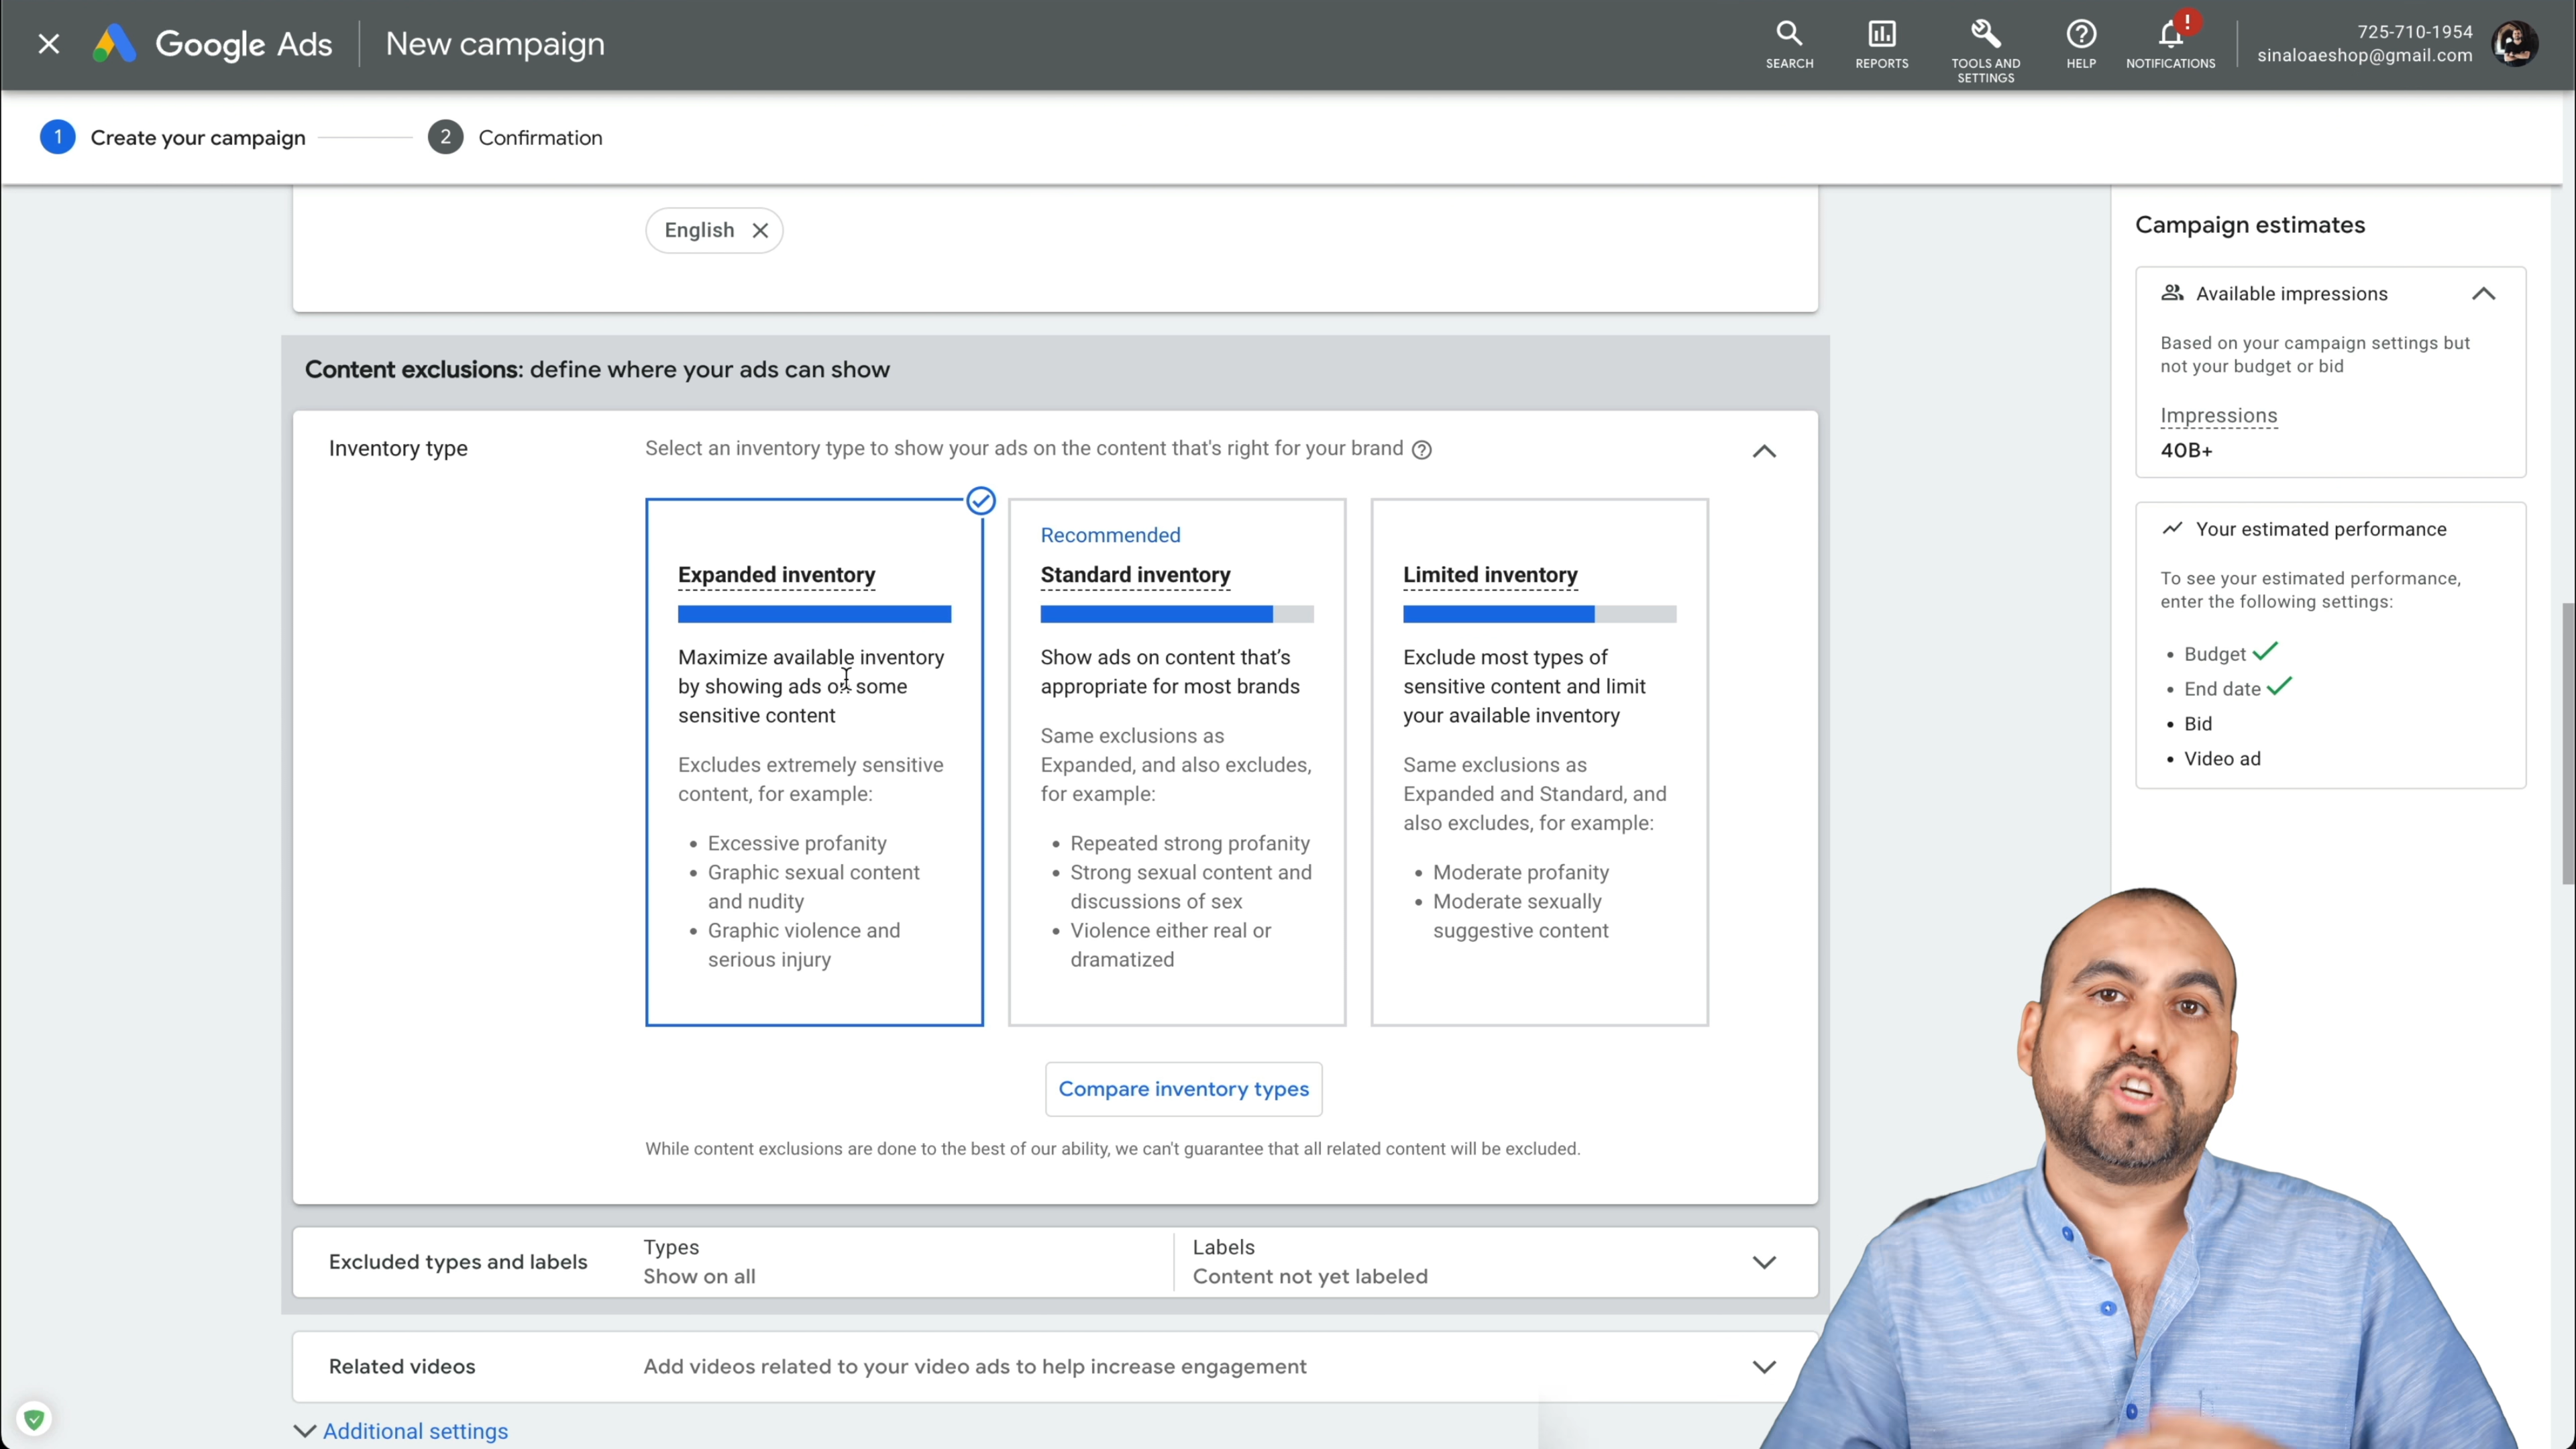 Google Ads
New campaign
SEARCH
REPORTS
TOOLS AND
SETTINGS
HELP
!
NOTIFICATIONS
725-710-1954
sinaloaeshop@gmail.com
1
Create your campaign
2
Confirmation
English
Content exclusions: define where your ads can show
Inventory type
Select an inventory type to show your ads on the content that's right for your brand
Expanded inventory
Maximize available inventory
by showing ads on some
sensitive content
Excludes extremely sensitive
content, for example:
• Excessive profanity
• Graphic sexual content
and nudity
• Graphic violence and
serious injury
Recommended
Standard inventory
Show ads on content that’s
appropriate for most brands
Same exclusions as
Expanded, and also excludes,
for example:
• Repeated strong profanity
• Strong sexual content and
discussions of sex
• Violence either real or
dramatized
Limited inventory
Exclude most types of
sensitive content and limit
your available inventory
Same exclusions as
Expanded and Standard, and
also excludes, for example:
• Moderate profanity
• Moderate sexually
suggestive content
Compare inventory types
While content exclusions are done to the best of our ability, we can't guarantee that all related content will be excluded.
Excluded types and labels
Types
Show on all
Labels
Content not yet labeled
Related videos
Add videos related to your video ads to help increase engagement
Additional settings
Campaign estimates
Available impressions
Based on your campaign settings but
not your budget or bid
Impressions
40B+
Your estimated performance
To see your estimated performance,
enter the following settings:
• Budget
• End date
• Bid
• Video ad